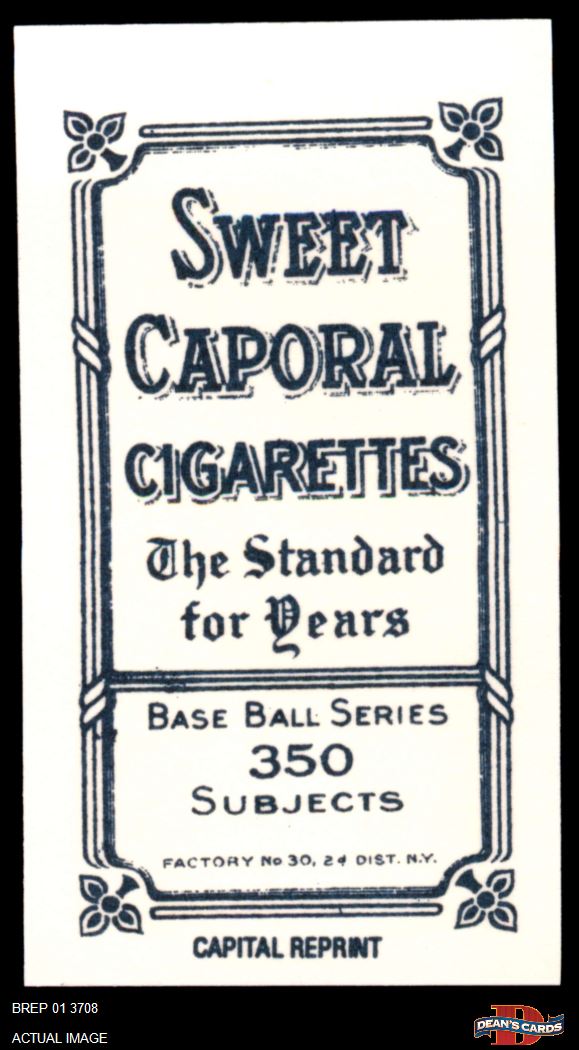 SWEET
CAPORAL
CIGARETTES
The Standard
for Years
BASE BALL SERIES
350
SUBJECTS
FACTORY No 30, 2d DIST. N.Y.
CAPITAL REPRINT
BREP 01 3708
ACTUAL IMAGE
D
DEAN'S CARDS